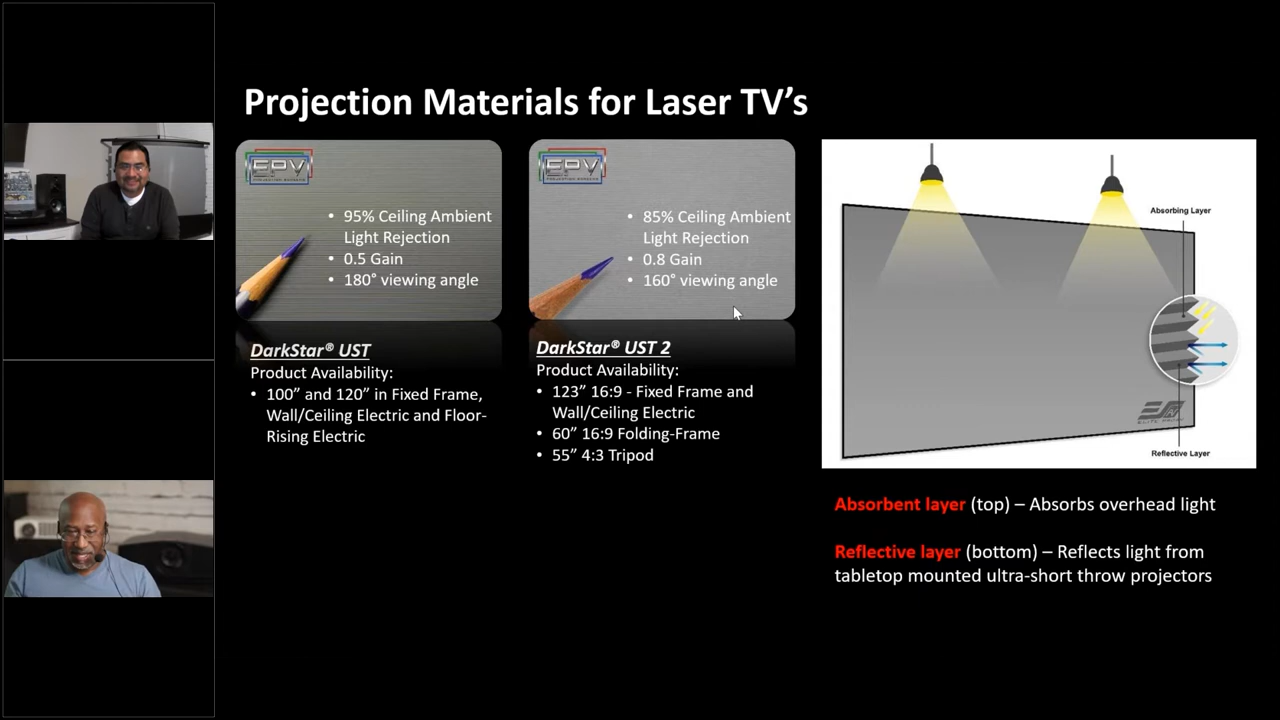 Projection Materials for Laser TV’s
EPV
• 95% Ceiling Ambient
Light Rejection
• 0.5 Gain
• 180° viewing angle
DarkStar® UST
Product Availability:
• 100” and 120” in Fixed Frame,
Wall/Ceiling Electric and Floor-
Rising Electric
EPV
• 85% Ceiling Ambient
Light Rejection
• 0.8 Gain
• 160° viewing angle
DarkStar® UST 2
Product Availability:
• 123” 16:9 - Fixed Frame and
Wall/Ceiling Electric
• 60” 16:9 Folding-Frame
• 55” 4:3 Tripod
Absorbing Layer
Reflective Layer
Absorbent layer (top) – Absorbs overhead light
Reflective layer (bottom) – Reflects light from
tabletop mounted ultra-short throw projectors